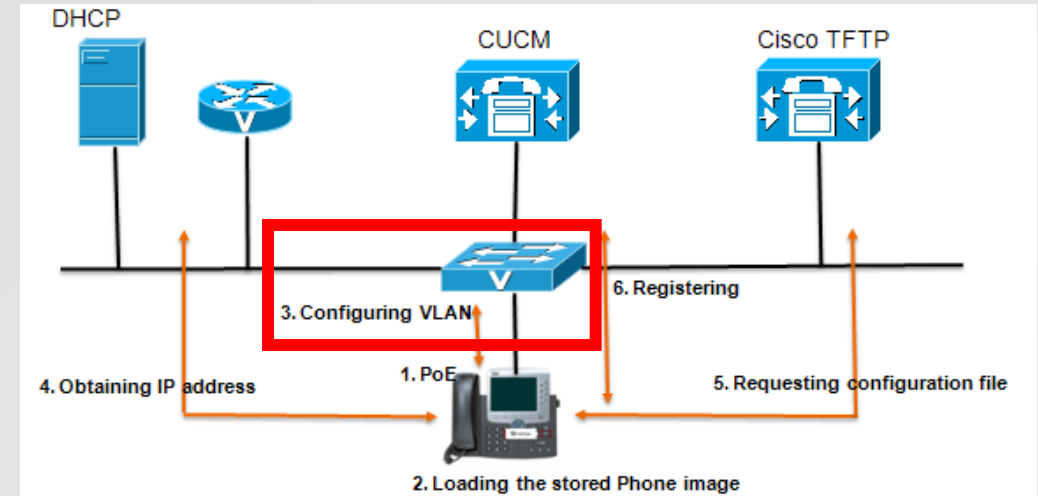 DHCP
CUCM
Cisco TFTP
V
V
3. Configuring VLAN
6. Registering
4. Obtaining IP address
1. PoE
5. Requesting configuration file
2. Loading the stored Phone image